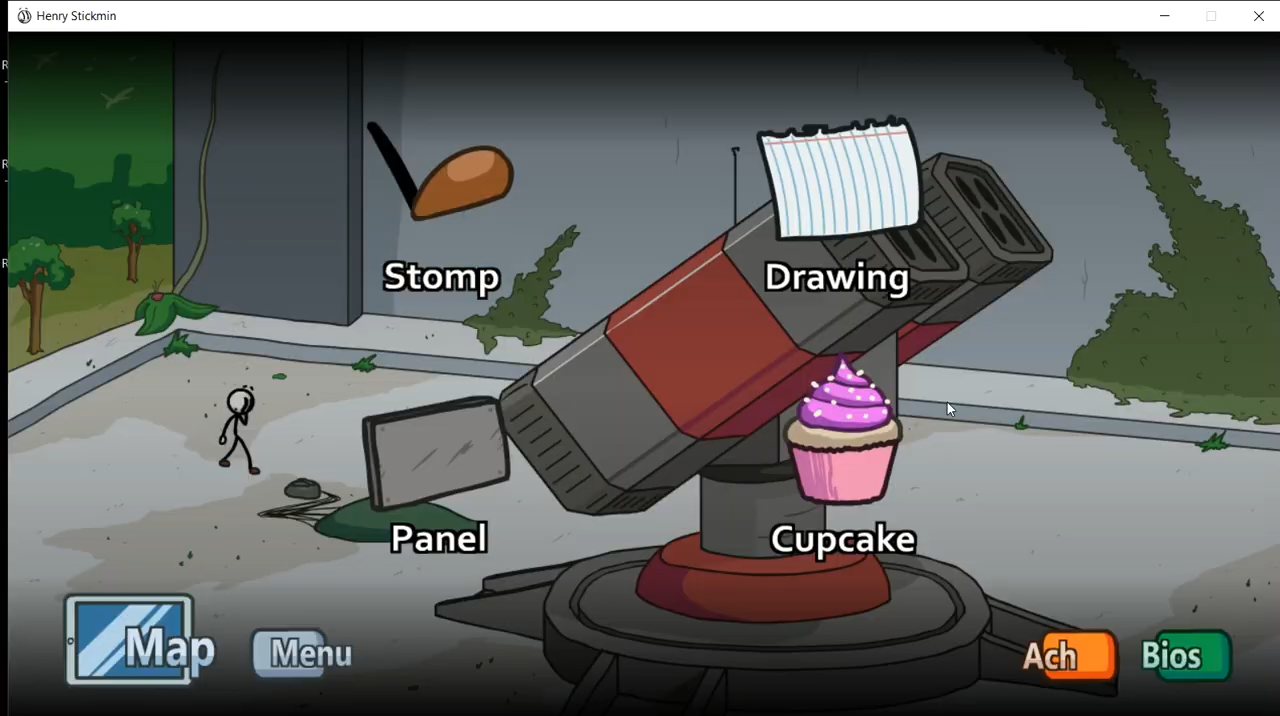 Henry Stickmin
Stomp
Drawing
Panel
Cupcake
Map
Menu
Ach
Bios